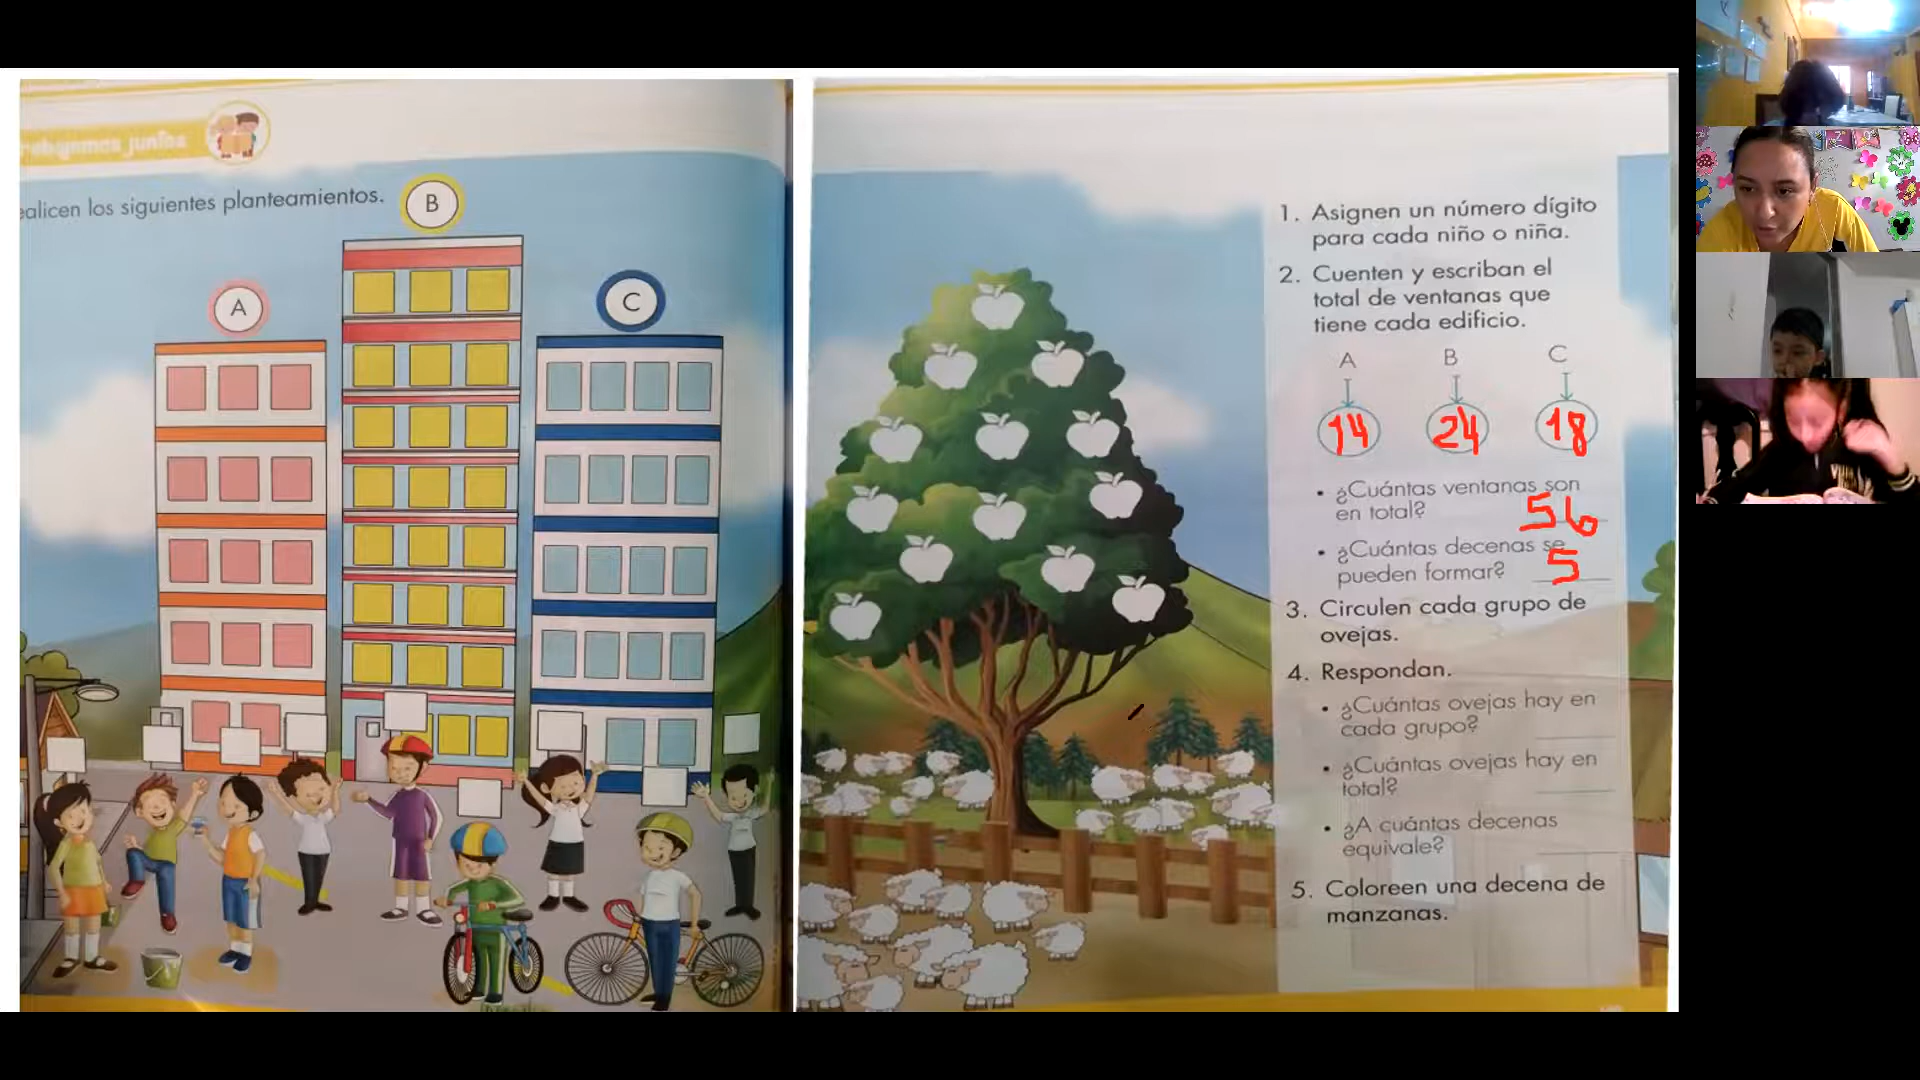 rabajemos juntos
ealicen los siguientes planteamientos.
B
A
C
1. Asignen un número dígito
para cada niño o niña.
2. Cuenten y escriban el
total de ventanas que
tiene cada edificio.
A B C
14 24 18
• ¿Cuántas ventanas son
en total? 56
• ¿Cuántas decenas se
pueden formar? 5
3. Circulen cada grupo de
ovejas.
4. Respondan.
• ¿Cuántas ovejas hay en
cada grupo?
• ¿Cuántas ovejas hay en
total?
• ¿A cuántas decenas
equivale?
5. Coloreen una decena de
manzanas.